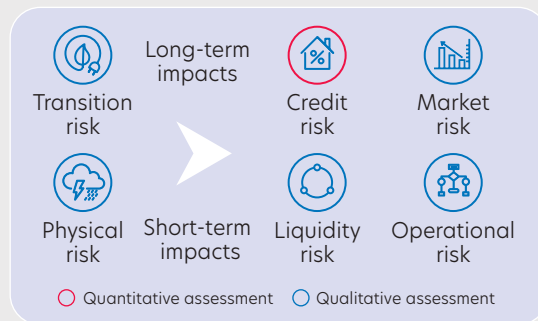 Long-term
impacts
Transition
risk
Credit
risk
Market
risk
%
Physical
risk
Short-term
impacts
Liquidity
risk
Operational
risk
Quantitative assessment
Qualitative assessment